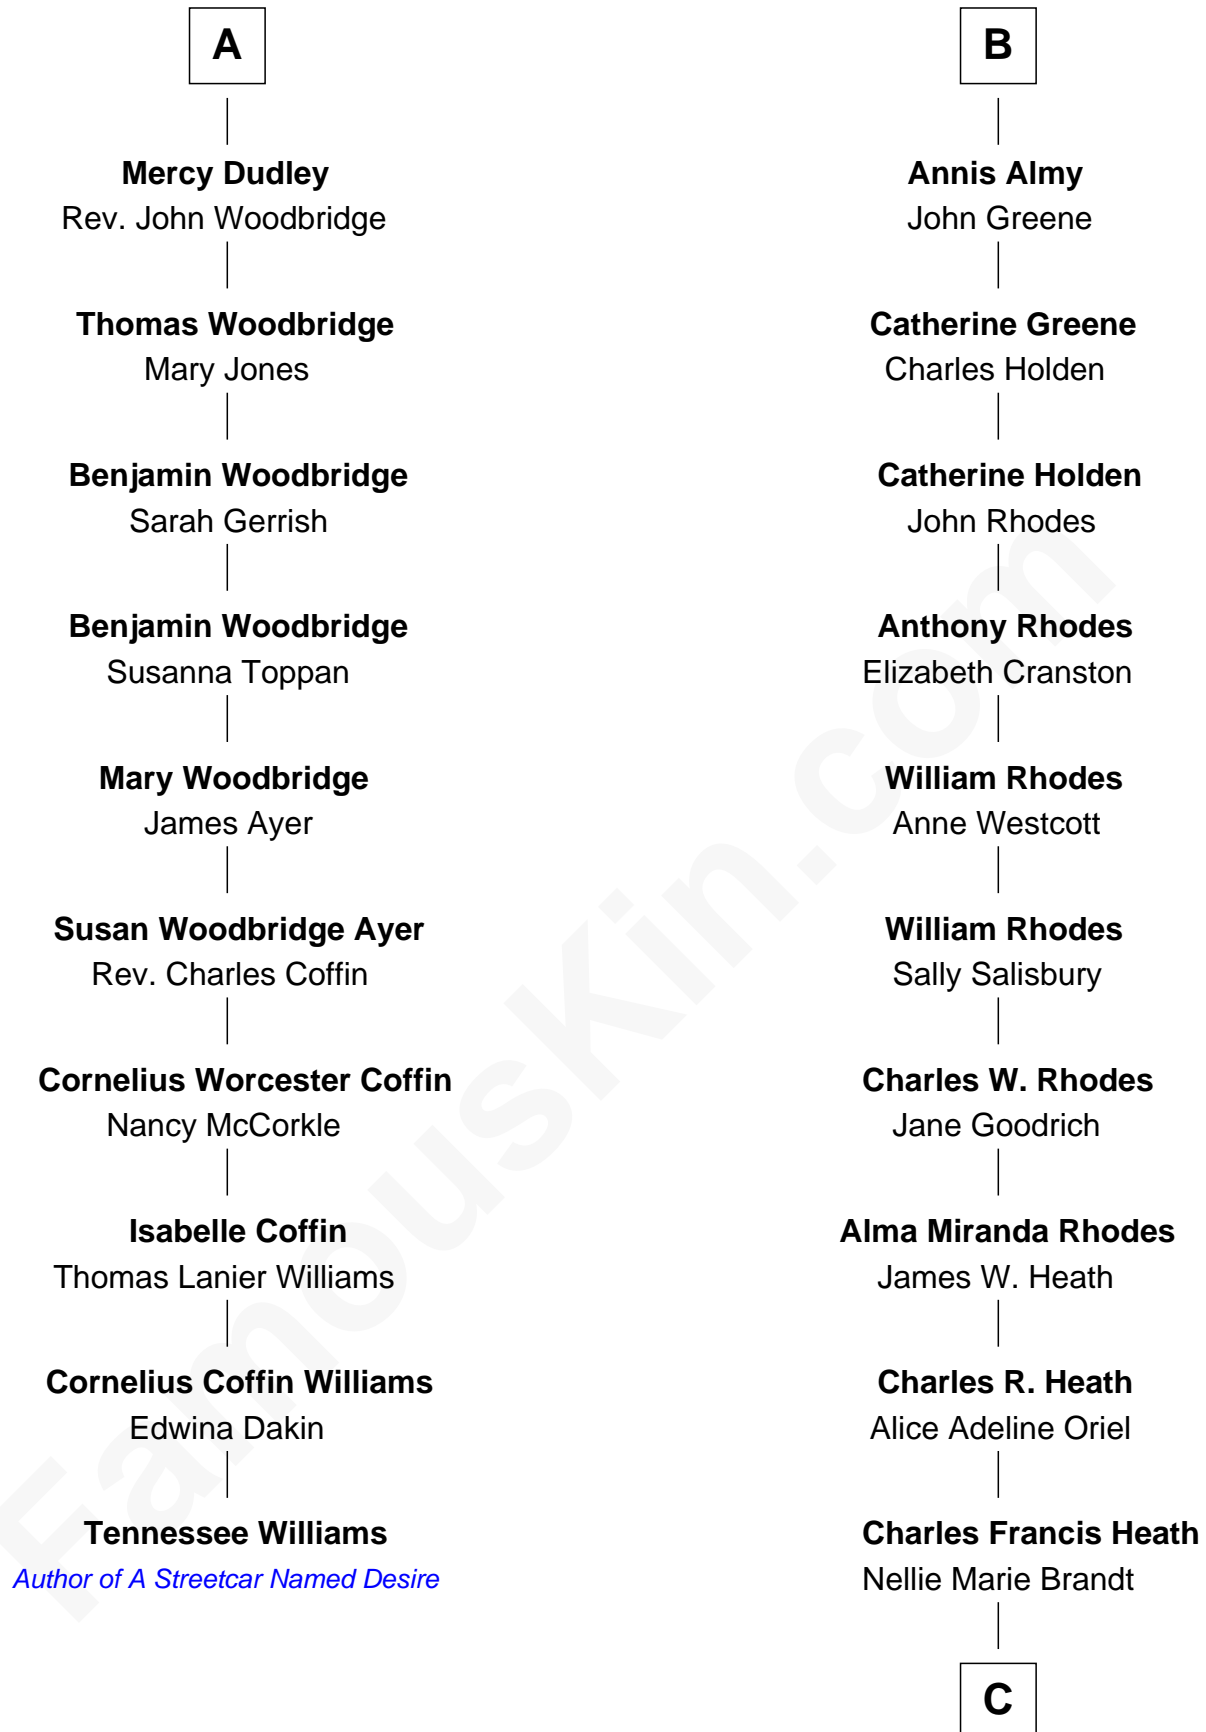 A
Mercy Dudley
Rev. John Woodbridge
Thomas Woodbridge
Mary Jones
Benjamin Woodbridge
Sarah Gerrish
Benjamin Woodbridge
Susanna Toppan
Mary Woodbridge
James Ayer
Susan Woodbridge Ayer
Rev. Charles Coffin
Cornelius Worcester Coffin
Nancy McCorkle
Isabelle Coffin
Thomas Lanier Williams
Cornelius Coffin Williams
Edwina Dakin
Tennessee Williams
Author of A Streetcar Named Desire
B
Annis Almy
John Greene
Catherine Greene
Charles Holden
Catherine Holden
John Rhodes
Anthony Rhodes
Elizabeth Cranston
William Rhodes
Anne Westcott
William Rhodes
Sally Salisbury
Charles W. Rhodes
Jane Goodrich
Alma Miranda Rhodes
James W. Heath
Charles R. Heath
Alice Adeline Oriel
Charles Francis Heath
Nellie Marie Brandt
C
FamousKin.com